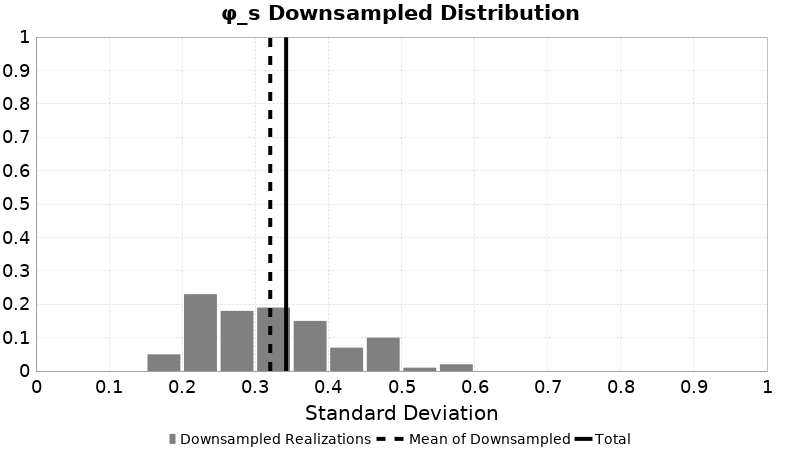 φ_s Downsampled Distribution
1
0.9
0.8
0.7
0.6
0.5
0.4
0.3
0.2
0.1
0
0 0.1 0.2 0.3 0.4 0.5 0.6 0.7 0.8 0.9 1
Standard Deviation
Downsampled Realizations Mean of Downsampled Total